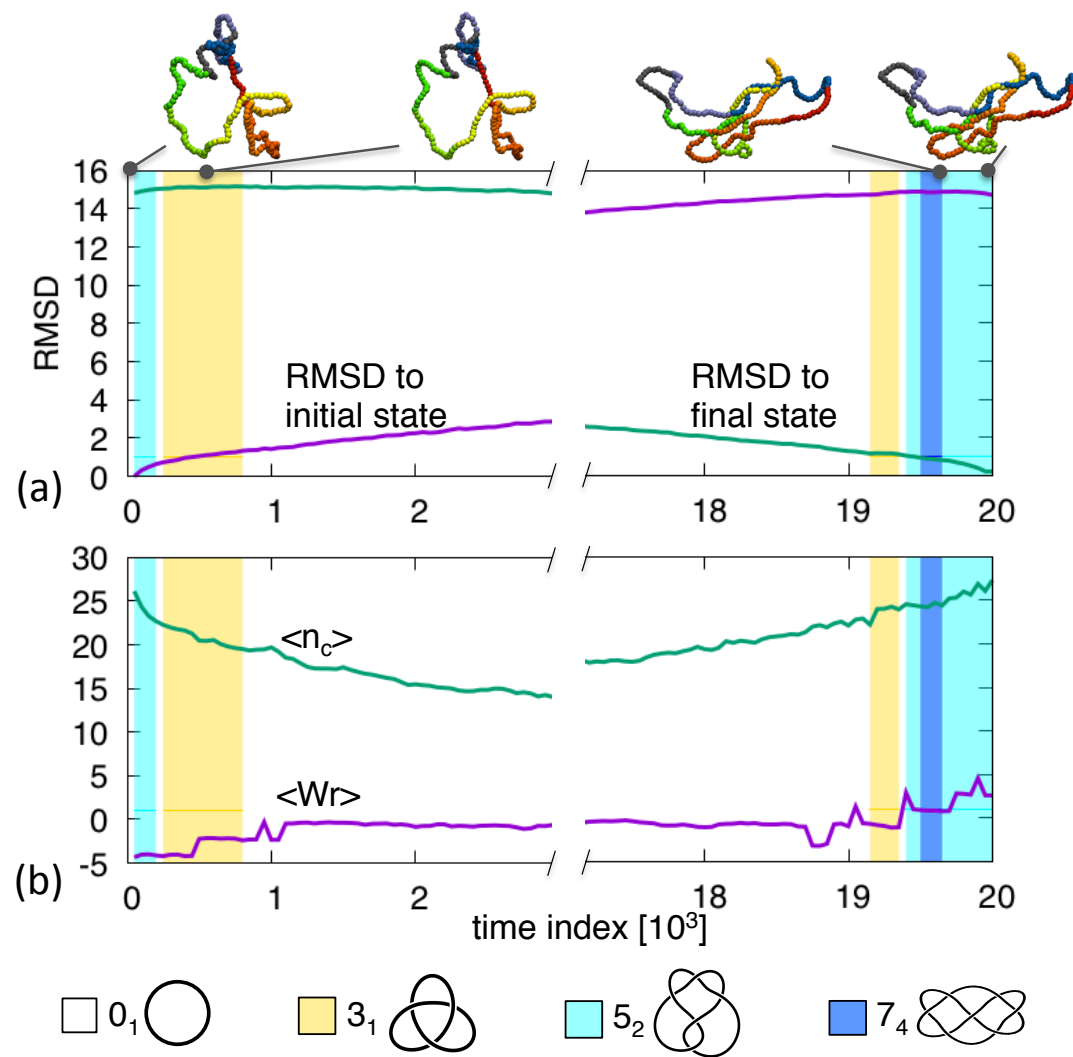 16
14
12
10
8
6
4
2
0
RMSD
RMSD to
initial state
RMSD to
final state
(a)
0 1 2 18 19 20
30
25
20
15
10
5
0
-5
<n_c>
<Wr>
(b)
0 1 2 18 19 20
time index [10³]
0₁ 3₁ 5₂ 7₄